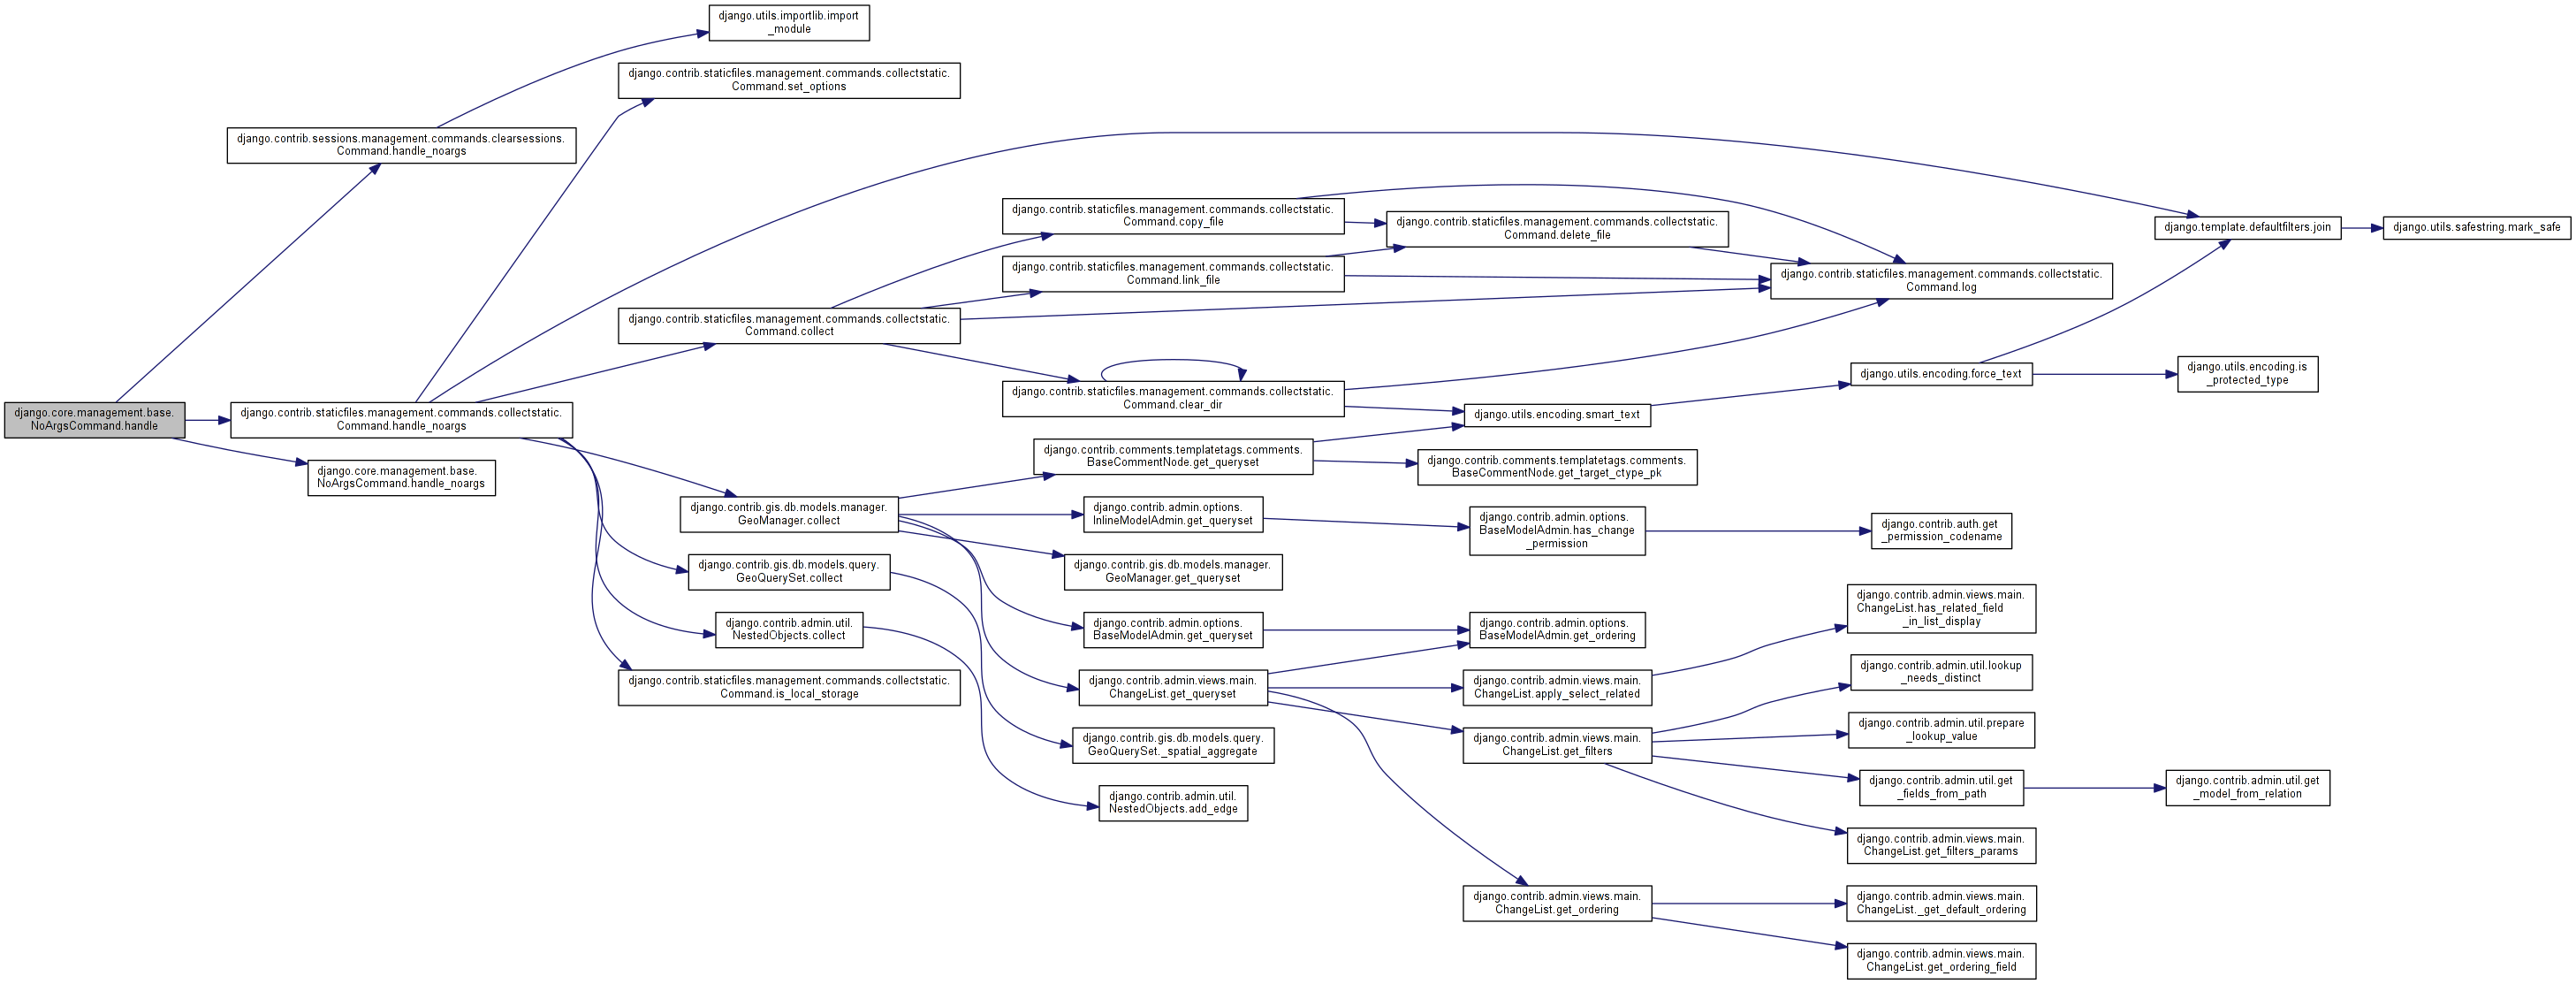 django.core.management.base.
NoArgsCommand.handle
django.contrib.sessions.management.commands.clearsessions.
Command.handle_noargs
django.contrib.staticfiles.management.commands.collectstatic.
Command.handle_noargs
django.core.management.base.
NoArgsCommand.handle_noargs
django.utils.importlib.import
_module
django.contrib.staticfiles.management.commands.collectstatic.
Command.set_options
django.contrib.staticfiles.management.commands.collectstatic.
Command.collect
django.contrib.gis.db.models.manager.
GeoManager.collect
django.contrib.gis.db.models.query.
GeoQuerySet.collect
django.contrib.admin.util.
NestedObjects.collect
django.contrib.staticfiles.management.commands.collectstatic.
Command.is_local_storage
django.contrib.staticfiles.management.commands.collectstatic.
Command.copy_file
django.contrib.staticfiles.management.commands.collectstatic.
Command.link_file
django.contrib.staticfiles.management.commands.collectstatic.
Command.clear_dir
django.contrib.comments.templatetags.comments.
BaseCommentNode.get_queryset
django.contrib.admin.options.
InlineModelAdmin.get_queryset
django.contrib.gis.db.models.manager.
GeoManager.get_queryset
django.contrib.admin.options.
BaseModelAdmin.get_queryset
django.contrib.admin.views.main.
ChangeList.get_queryset
django.contrib.gis.db.models.query.
GeoQuerySet._spatial_aggregate
django.contrib.admin.util.
NestedObjects.add_edge
django.contrib.staticfiles.management.commands.collectstatic.
Command.delete_file
django.utils.encoding.smart_text
django.contrib.comments.templatetags.comments.
BaseCommentNode.get_target_ctype_pk
django.contrib.admin.options.
BaseModelAdmin.has_change
_permission
django.contrib.admin.options.
BaseModelAdmin.get_ordering
django.contrib.admin.views.main.
ChangeList.apply_select_related
django.contrib.admin.views.main.
ChangeList.get_filters
django.contrib.admin.views.main.
ChangeList.get_ordering
django.contrib.staticfiles.management.commands.collectstatic.
Command.log
django.utils.encoding.force_text
django.contrib.auth.get
_permission_codename
django.contrib.admin.views.main.
ChangeList.has_related_field
_in_list_display
django.contrib.admin.util.lookup
_needs_distinct
django.contrib.admin.util.prepare
_lookup_value
django.contrib.admin.util.get
_fields_from_path
django.contrib.admin.views.main.
ChangeList.get_filters_params
django.contrib.admin.views.main.
ChangeList._get_default_ordering
django.contrib.admin.views.main.
ChangeList.get_ordering_field
django.template.defaultfilters.join
django.utils.encoding.is
_protected_type
django.contrib.admin.util.get
_model_from_relation
django.utils.safestring.mark_safe